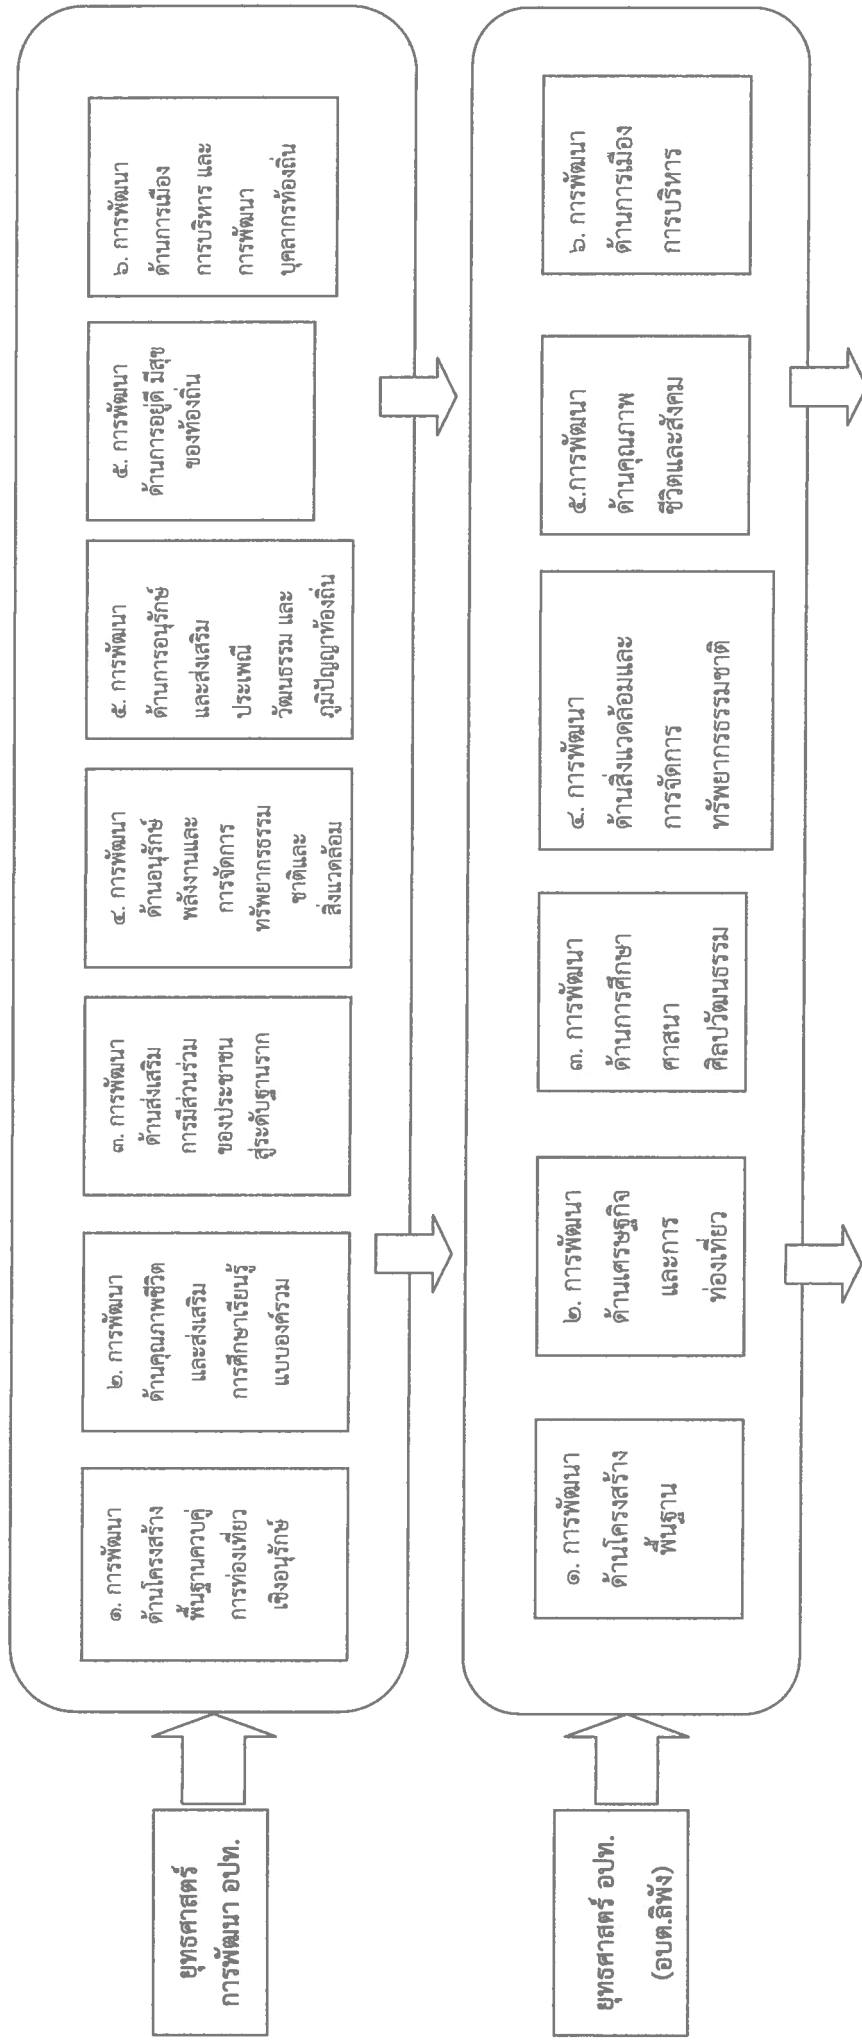 ยุทธศาสตร์
การพัฒนา อปท.
๑. การพัฒนา
ด้านโครงสร้าง
พื้นฐานควบคู่
การท่องเที่ยว
เชิงอนุรักษ์
๒. การพัฒนา
ด้านคุณภาพชีวิต
และส่งเสริม
การศึกษาเรียนรู้
แบบองค์รวม
๓. การพัฒนา
ด้านส่งเสริม
การมีส่วนร่วม
ของประชาชน
สู่ระดับฐานราก
๔. การพัฒนา
ด้านอนุรักษ์
พลังงานและ
การจัดการ
ทรัพยากรธรรม
ชาติและ
สิ่งแวดล้อม
๕. การพัฒนา
ด้านการอนุรักษ์
และส่งเสริม
ประเพณี
วัฒนธรรม และ
ภูมิปัญญาท้องถิ่น
๕. การพัฒนา
ด้านการอยู่ดี มีสุข
ของท้องถิ่น
๖. การพัฒนา
ด้านการเมือง
การบริหาร และ
การพัฒนา
บุคลากรท้องถิ่น
ยุทธศาสตร์ อปท.
(อบต.ลิพัง)
๑. การพัฒนา
ด้านโครงสร้าง
พื้นฐาน
๒. การพัฒนา
ด้านเศรษฐกิจ
และการ
ท่องเที่ยว
๓. การพัฒนา
ด้านการศึกษา
ศาสนา
ศิลปวัฒนธรรม
๔. การพัฒนา
ด้านสิ่งแวดล้อมและ
การจัดการ
ทรัพยากรธรรมชาติ
๕.การพัฒนา
ด้านคุณภาพ
ชีวิตและสังคม
๖. การพัฒนา
ด้านการเมือง
การบริหาร